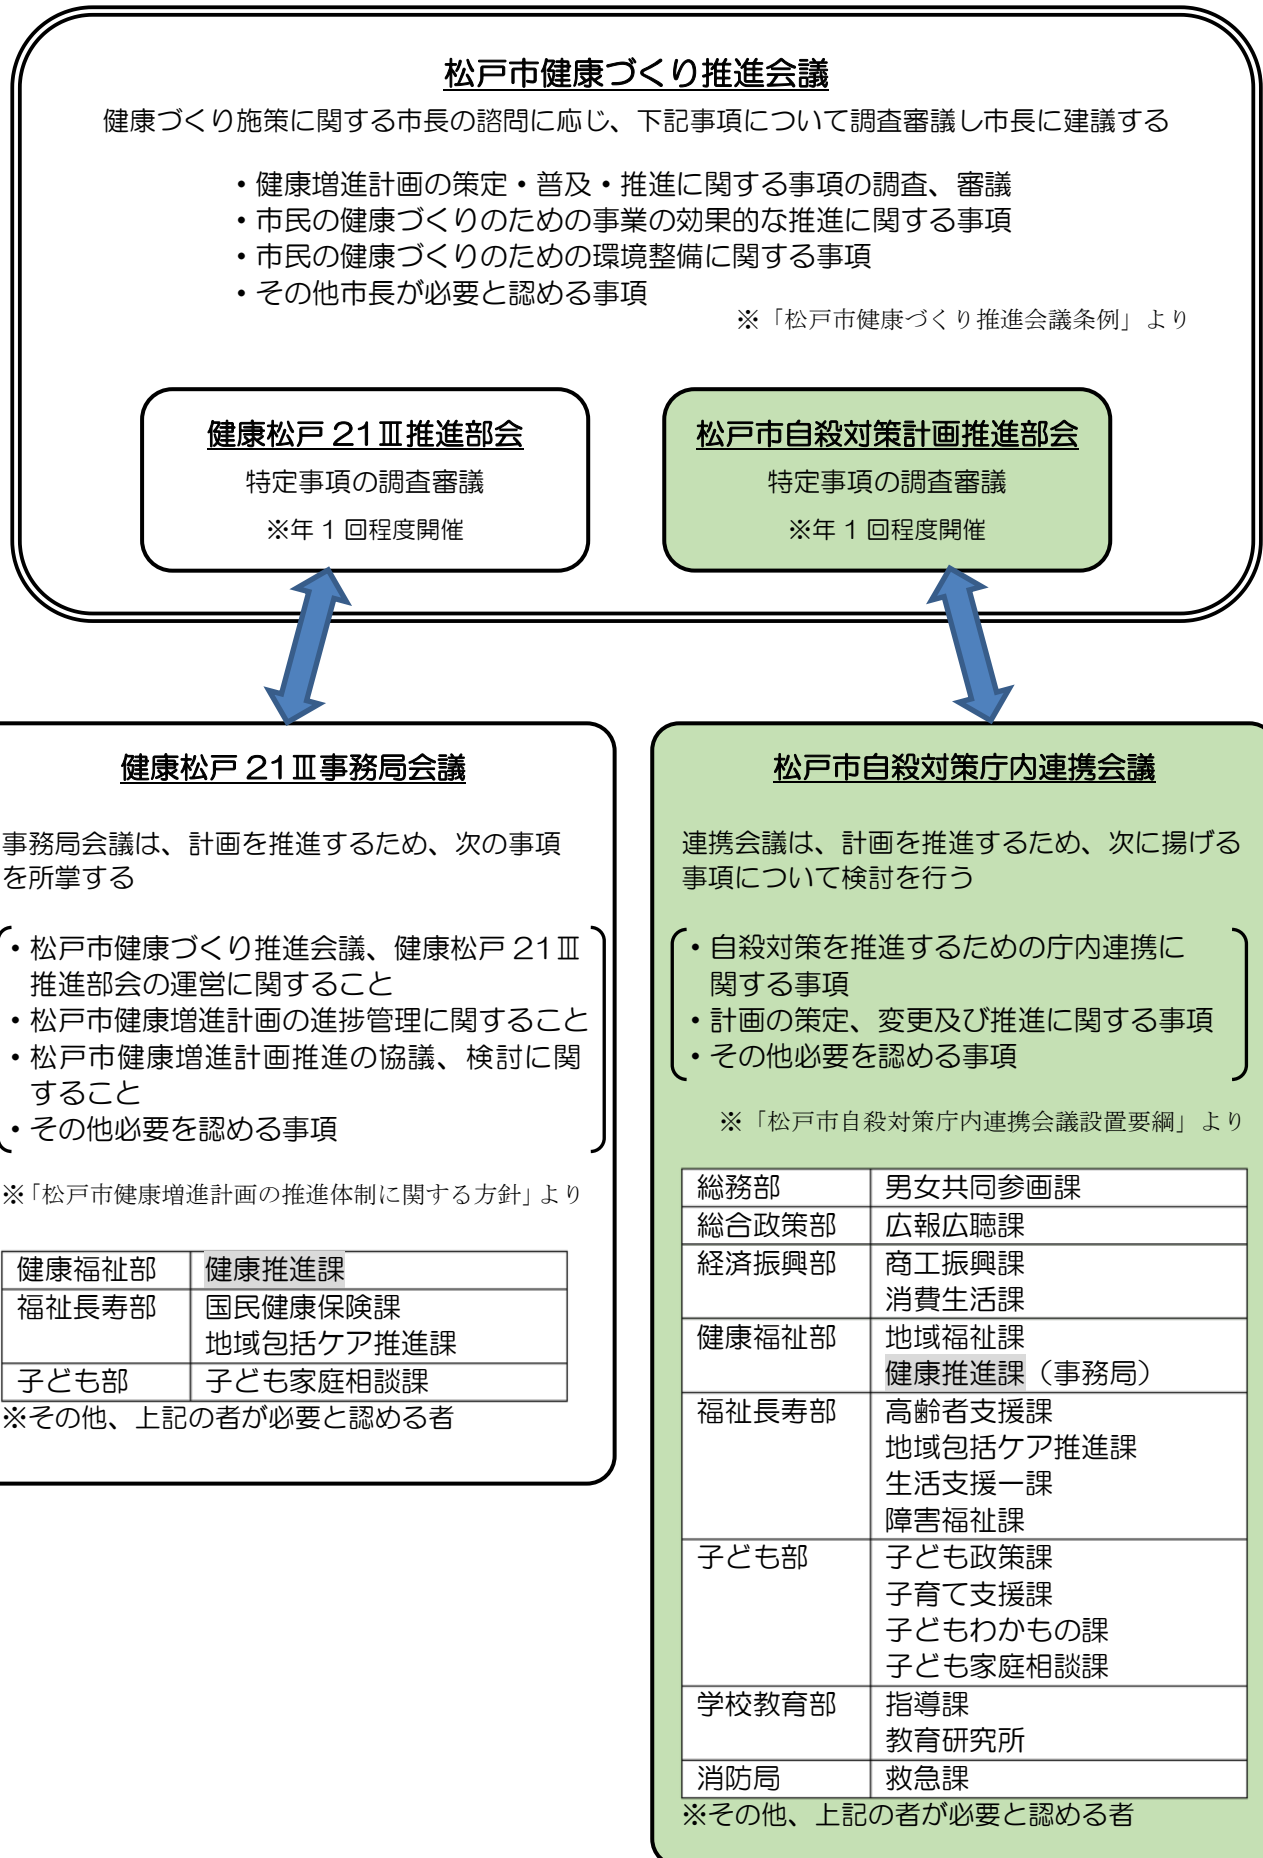 松戸市健康づくり推進会議
健康づくり施策に関する市長の諮問に応じ、下記事項について調査審議し市長に建議する
・健康増進計画の策定・普及・推進に関する事項の調査、審議
・市民の健康づくりのための事業の効果的な推進に関する事項
・市民の健康づくりのための環境整備に関する事項
・その他市長が必要と認める事項
※「松戸市健康づくり推進会議条例」より
健康松戸21Ⅲ推進部会
特定事項の調査審議
※年1回程度開催
松戸市自殺対策計画推進部会
特定事項の調査審議
※年1回程度開催
健康松戸21Ⅲ事務局会議
事務局会議は、計画を推進するため、次の事項
を所掌する
・松戸市健康づくり推進会議、健康松戸21Ⅲ
推進部会の運営に関すること
・松戸市健康増進計画の進捗管理に関すること
・松戸市健康増進計画推進の協議、検討に関
すること
・その他必要を認める事項
※「松戸市健康増進計画の推進体制に関する方針」より
健康福祉部 健康推進課
福祉長寿部 国民健康保険課
地域包括ケア推進課
子ども部 子ども家庭相談課
※その他、上記の者が必要と認める者
松戸市自殺対策庁内連携会議
連携会議は、計画を推進するため、次に揚げる
事項について検討を行う
・自殺対策を推進するための庁内連携に
関する事項
・計画の策定、変更及び推進に関する事項
・その他必要を認める事項
※「松戸市自殺対策庁内連携会議設置要綱」より
総務部 男女共同参画課
総合政策部 広報広聴課
経済振興部 商工振興課
消費生活課
健康福祉部 地域福祉課
健康推進課（事務局）
福祉長寿部 高齢者支援課
地域包括ケア推進課
生活支援一課
障害福祉課
子ども部 子ども政策課
子育て支援課
子どもわかもの課
子ども家庭相談課
学校教育部 指導課
教育研究所
消防局 救急課
※その他、上記の者が必要と認める者